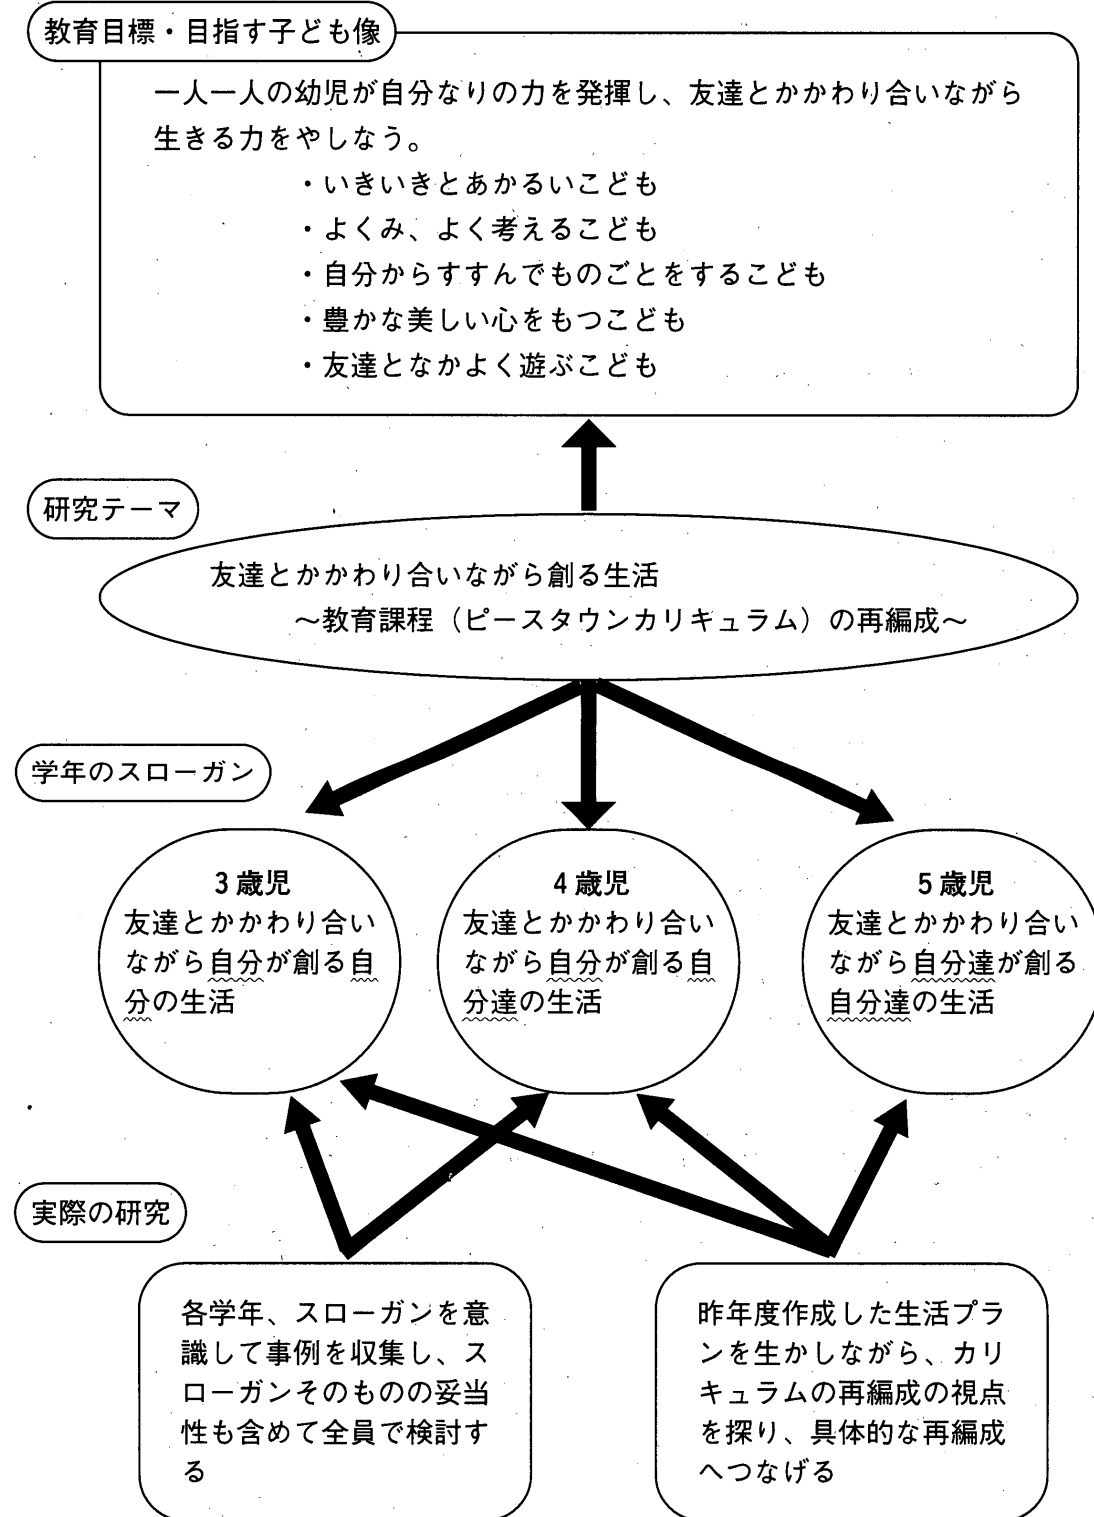 教育目標・目指す子ども像
一人一人の幼児が自分なりの力を発揮し、友達とかかわり合いながら
生きる力をやしなう。
・いきいきとあかるいこども
・よくみ、よく考えるこども
・自分からすすんでものごとをするこども
・豊かな美しい心をもつこども
・友達となかよく遊ぶこども
研究テーマ
友達とかかわり合いながら創る生活
～教育課程（ピースタウンカリキュラム）の再編成～
学年のスローガン
3歳児
友達とかかわり合い
ながら自分が創る自
分の生活
4歳児
友達とかかわり合い
ながら自分が創る自
分達の生活
5歳児
友達とかかわり合い
ながら自分達が創る
自分達の生活
実際の研究
各学年、スローガンを意
識して事例を収集し、ス
ローガンそのものの妥当
性も含めて全員で検討す
る
昨年度作成した生活プラ
ンを生かしながら、カリ
キュラムの再編成の視点
を探り、具体的な再編成
へつなげる